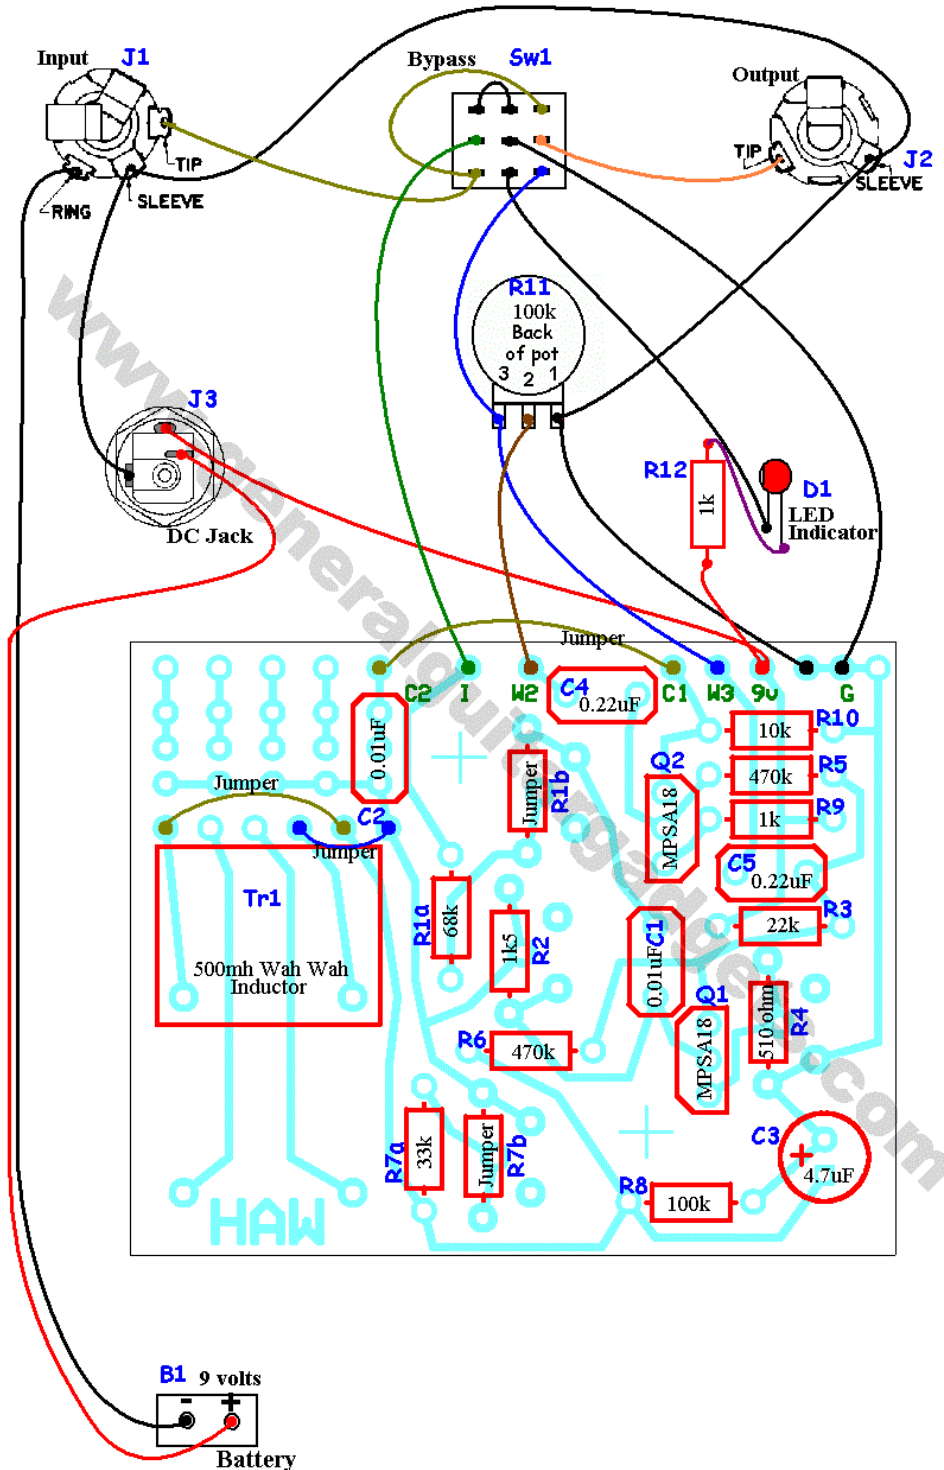 Input
J1
TIP
RING
SLEEVE
Bypass
Sw1
Output
TIP
J2
SLEEVE
R11
100k
Back
of pot
3 2 1
J3
DC Jack
R12
1k
D1
LED
Indicator
www.generalguitargadgets.com
Jumper
C2 I W2 C1 W3 9v G
C4
0.22uF
0.01uF
C2
Jumper
Jumper
Jumper
R1b
Q2
MPSA18
R10
10k
R5
470k
R9
1k
C5
0.22uF
R3
22k
Tr1
500mh Wah Wah
Inductor
R1a
68k
R2
1k5
C1
0.01uF
Q1
MPSA18
R4
510 ohm
R6
470k
R7a
33k
Jumper
R7b
C3
+
4.7uF
R8
100k
WAH
B1
9 volts
- +
Battery